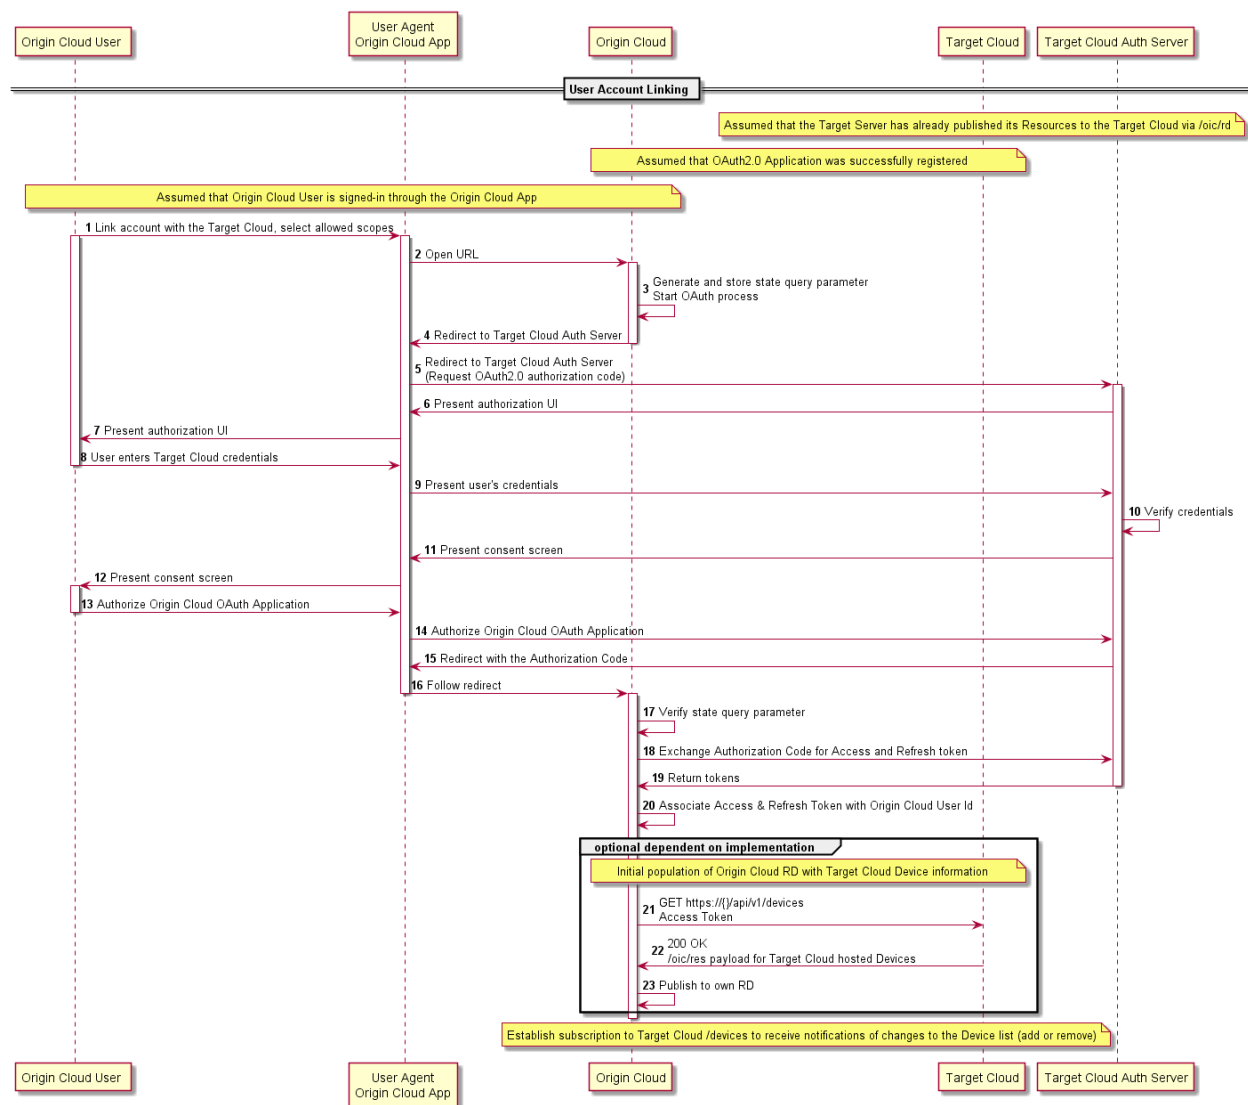 Origin Cloud User
User Agent
Origin Cloud App
Origin Cloud
Target Cloud
Target Cloud Auth Server
User Account Linking
Assumed that the Target Server has already published its Resources to the Target Cloud via /oic/rd
Assumed that OAuth2.0 Application was successfully registered
Assumed that Origin Cloud User is signed-in through the Origin Cloud App
1 Link account with the Target Cloud, select allowed scopes
2 Open URL
3 Generate and store state query parameter
Start OAuth process
4 Redirect to Target Cloud Auth Server
5 Redirect to Target Cloud Auth Server
(Request OAuth2.0 authorization code)
6 Present authorization UI
7 Present authorization UI
8 User enters Target Cloud credentials
9 Present user's credentials
10 Verify credentials
11 Present consent screen
12 Present consent screen
13 Authorize Origin Cloud OAuth Application
14 Authorize Origin Cloud OAuth Application
15 Redirect with the Authorization Code
16 Follow redirect
17 Verify state query parameter
18 Exchange Authorization Code for Access and Refresh token
19 Return tokens
20 Associate Access & Refresh Token with Origin Cloud User Id
optional dependent on implementation
Initial population of Origin Cloud RD with Target Cloud Device information
21 GET https://{}/api/v1/devices
Access Token
22 200 OK
/oic/res payload for Target Cloud hosted Devices
23 Publish to own RD
Establish subscription to Target Cloud /devices to receive notifications of changes to the Device list (add or remove)
Origin Cloud User
User Agent
Origin Cloud App
Origin Cloud
Target Cloud
Target Cloud Auth Server